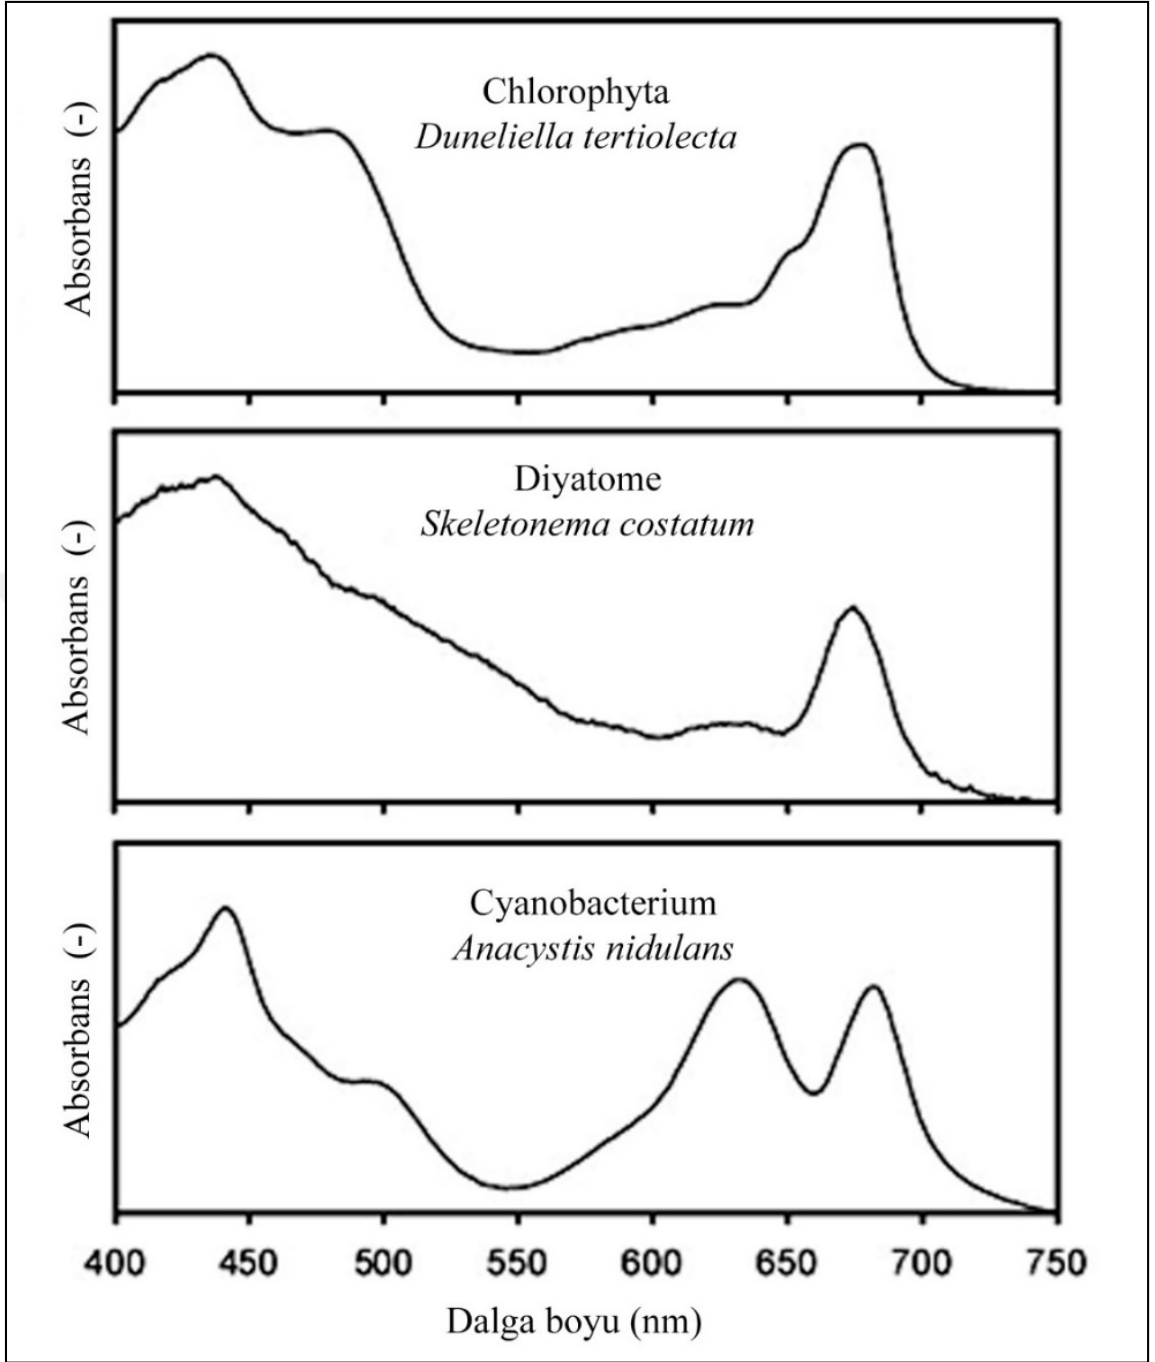 Chlorophyta
Duneliella tertiolecta
Absorbans (-)
Diyatome
Skeletonema costatum
Absorbans (-)
Cyanobacterium
Anacystis nidulans
Absorbans (-)
400 450 500 550 600 650 700 750
Dalga boyu (nm)